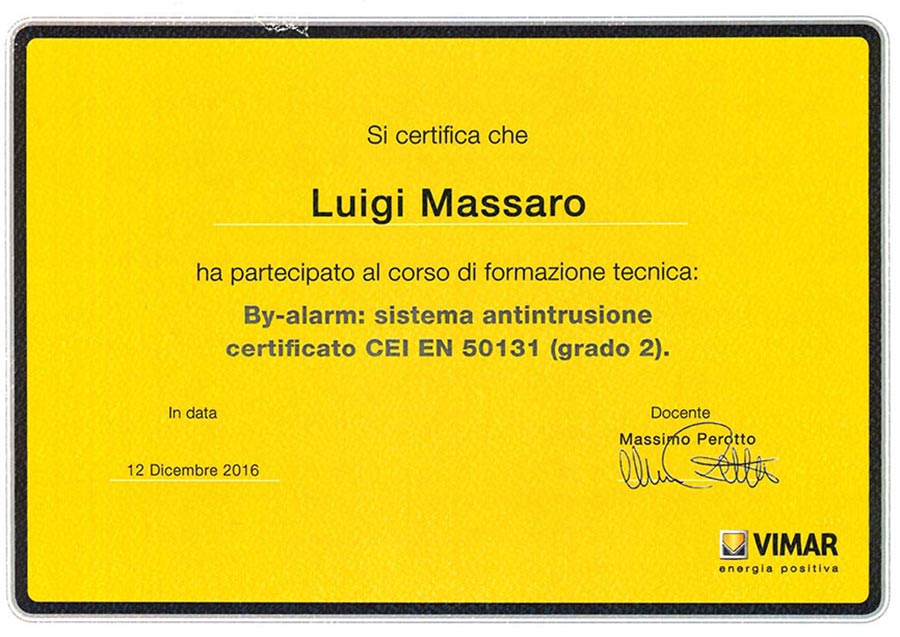 Si certifica che
Luigi Massaro
ha partecipato al corso di formazione tecnica:
By-alarm: sistema antintrusione
certificato CEI EN 50131 (grado 2).
In data
12 Dicembre 2016
Docente
Massimo Perotto
VIMAR
energia positiva